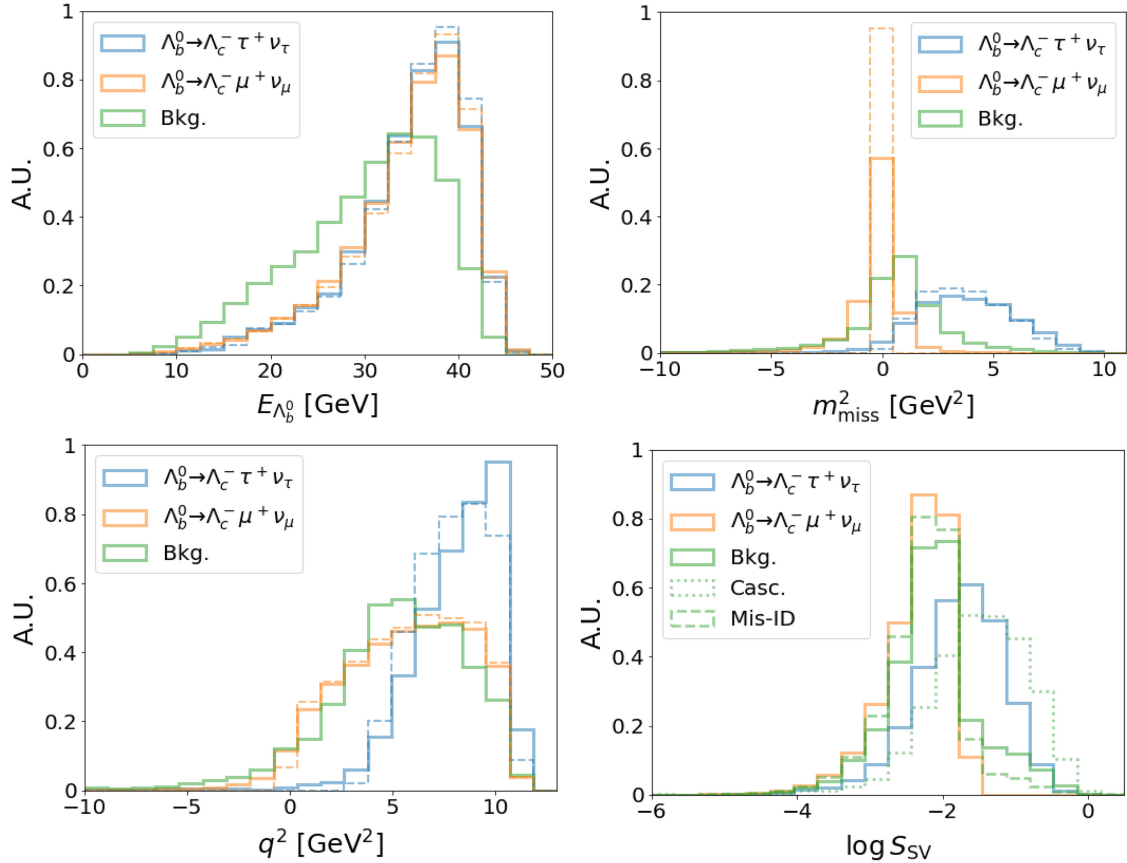 1
Λ_b^0→Λ_c^- τ^+ ν_τ
Λ_b^0→Λ_c^- μ^+ ν_μ
Bkg.
0.8
0.6
0.4
0.2
0
A.U.
0 10 20 30 40 50
E_{Λ_b^0} [GeV]
1
Λ_b^0→Λ_c^- τ^+ ν_τ
Λ_b^0→Λ_c^- μ^+ ν_μ
Bkg.
0.8
0.6
0.4
0.2
0
A.U.
−10 −5 0 5 10
m_miss^2 [GeV^2]
1
Λ_b^0→Λ_c^- τ^+ ν_τ
Λ_b^0→Λ_c^- μ^+ ν_μ
Bkg.
0.8
0.6
0.4
0.2
0
A.U.
−10 −5 0 5 10
q^2 [GeV^2]
1
Λ_b^0→Λ_c^- τ^+ ν_τ
Λ_b^0→Λ_c^- μ^+ ν_μ
Bkg.
Casc.
Mis-ID
0.8
0.6
0.4
0.2
0
A.U.
−6 −4 −2 0
log S_SV